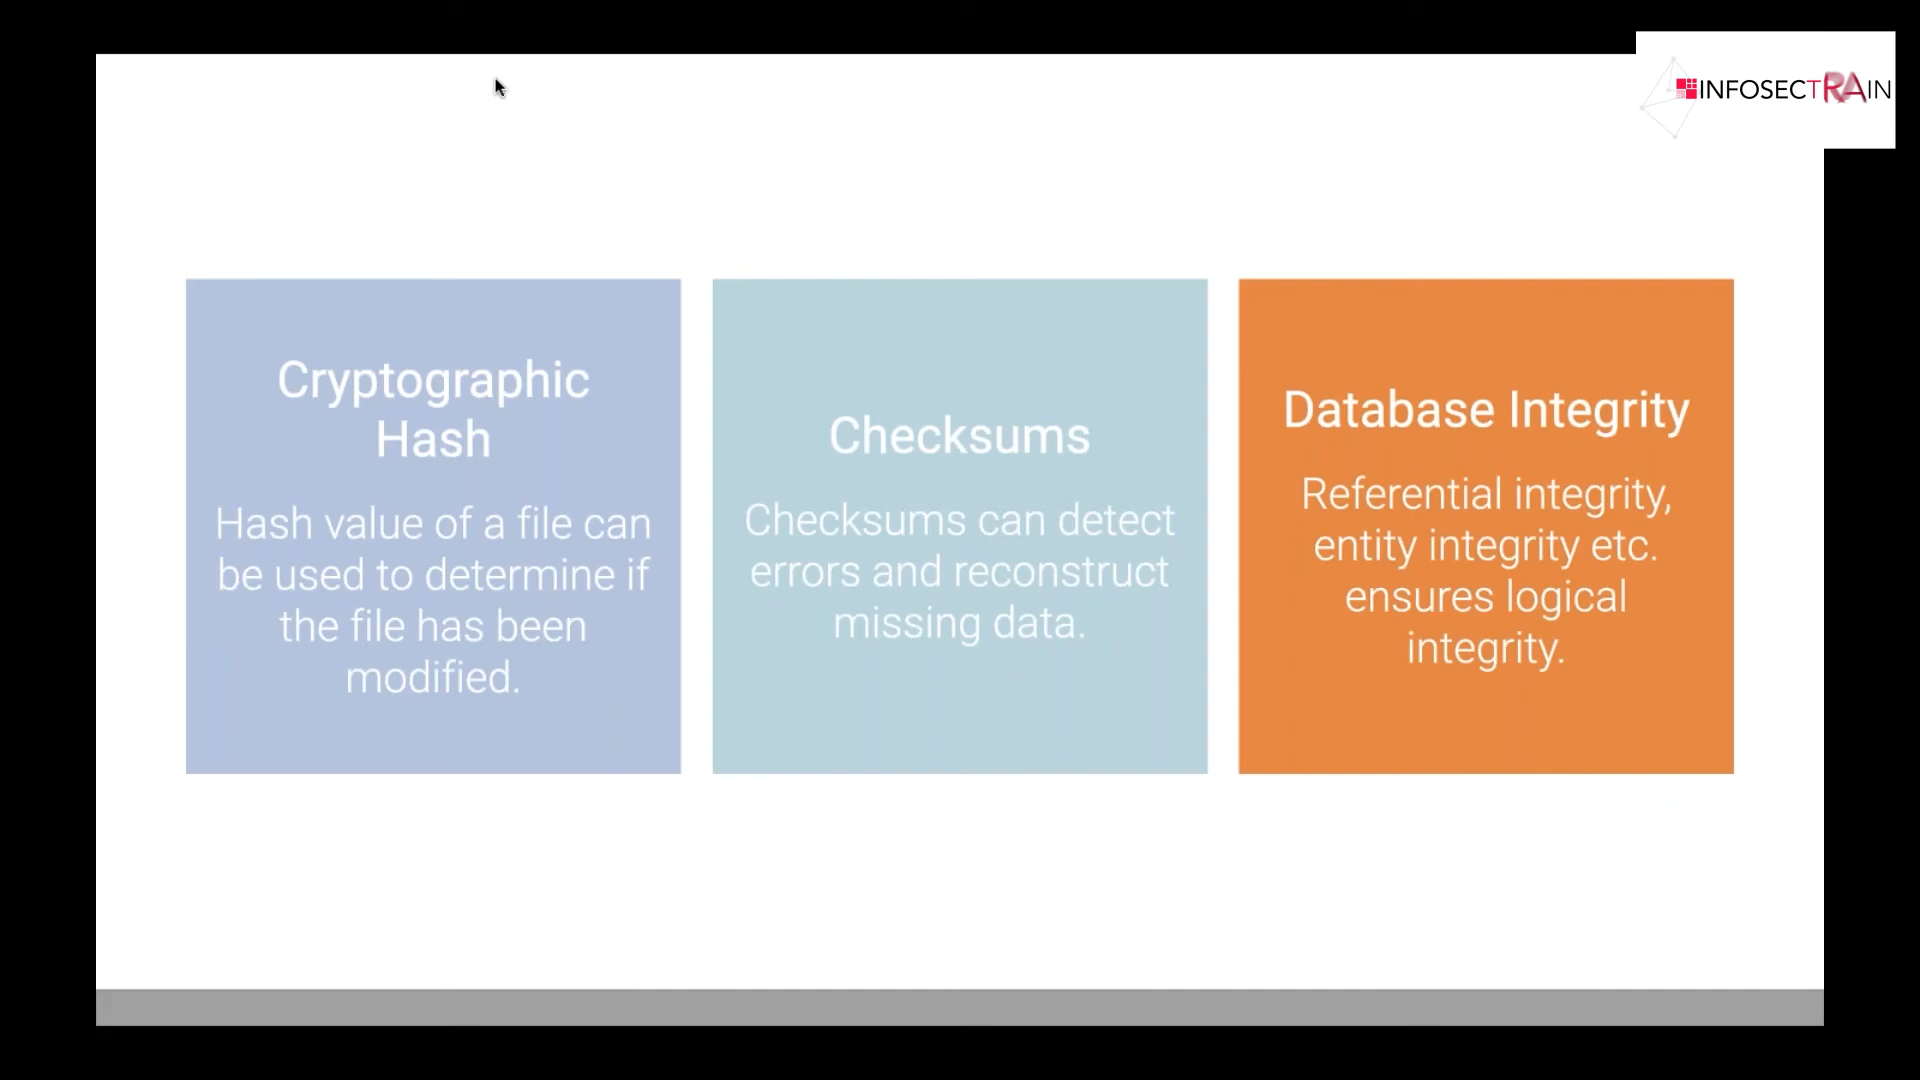 INFOSECTRAIN
Cryptographic
Hash
Hash value of a file can
be used to determine if
the file has been
modified.
Checksums
Checksums can detect
errors and reconstruct
missing data.
Database Integrity
Referential integrity,
entity integrity etc.
ensures logical
integrity.